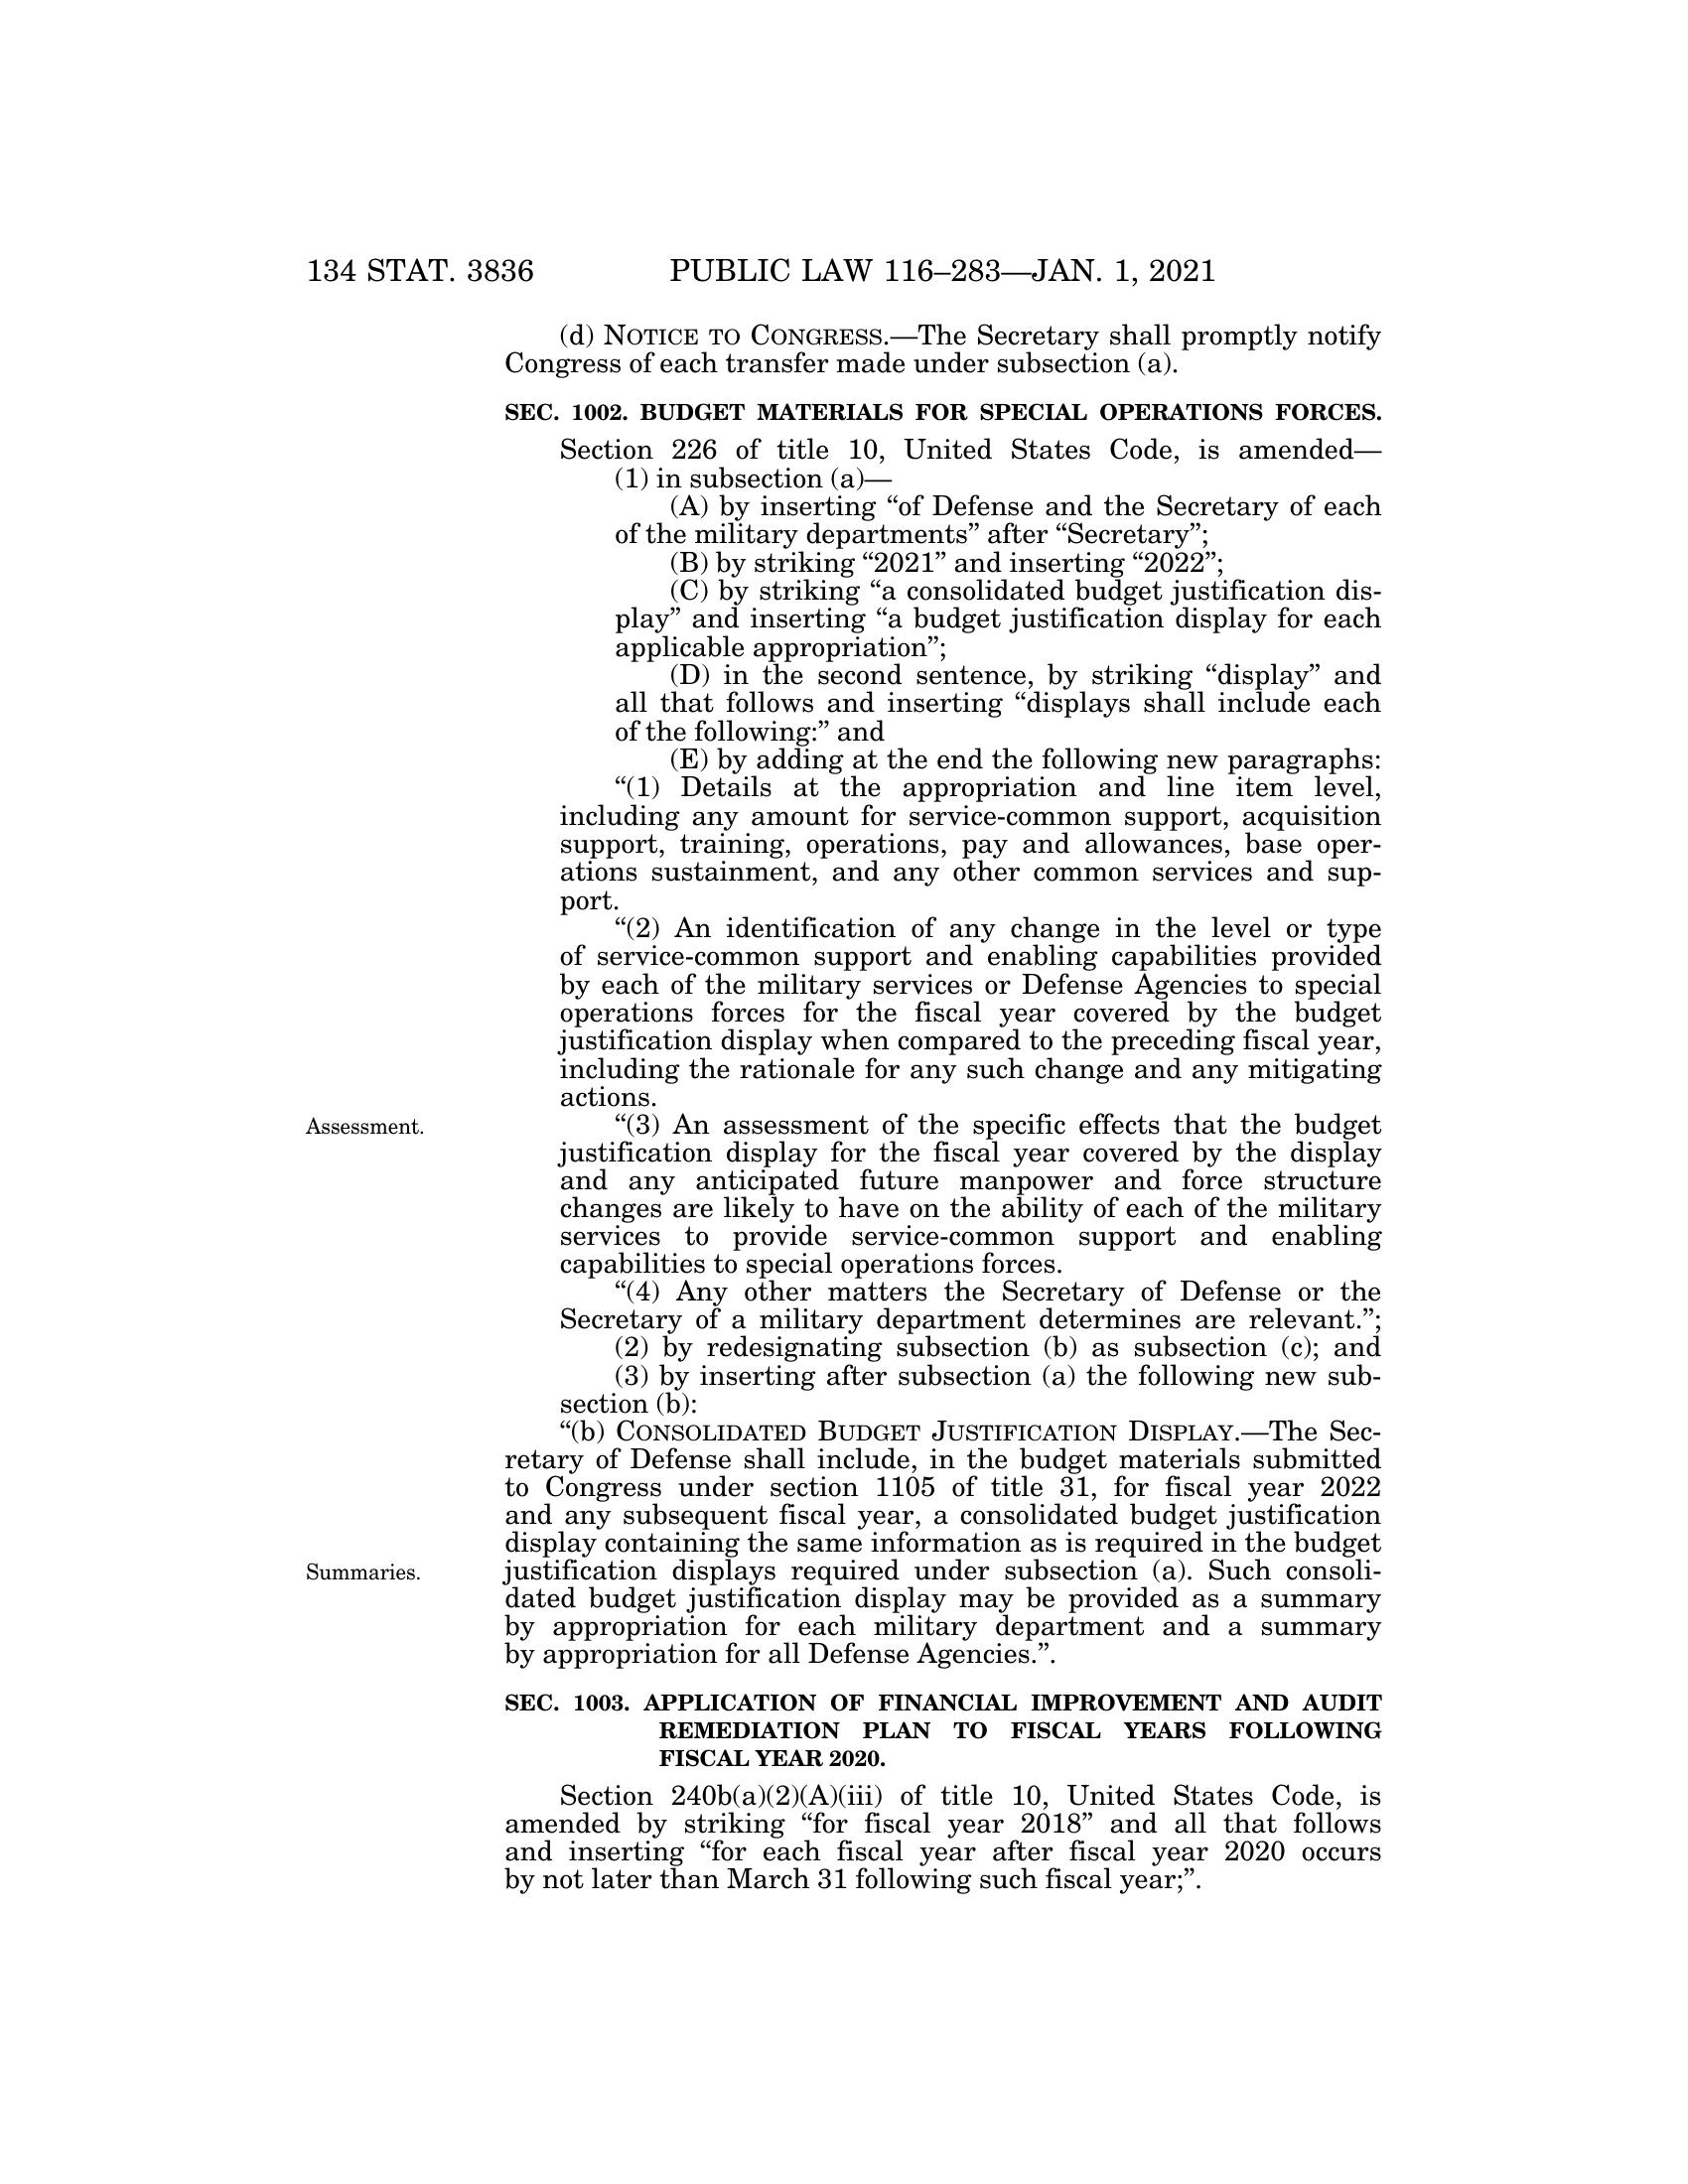 134 STAT. 3836 PUBLIC LAW 116–283—JAN. 1, 2021
(d) NOTICE TO CONGRESS.—The Secretary shall promptly notify
Congress of each transfer made under subsection (a).
SEC. 1002. BUDGET MATERIALS FOR SPECIAL OPERATIONS FORCES.
Section 226 of title 10, United States Code, is amended—
(1) in subsection (a)—
(A) by inserting “of Defense and the Secretary of each
of the military departments” after “Secretary”;
(B) by striking “2021” and inserting “2022”;
(C) by striking “a consolidated budget justification dis-
play” and inserting “a budget justification display for each
applicable appropriation”;
(D) in the second sentence, by striking “display” and
all that follows and inserting “displays shall include each
of the following:” and
(E) by adding at the end the following new paragraphs:
“(1) Details at the appropriation and line item level,
including any amount for service-common support, acquisition
support, training, operations, pay and allowances, base oper-
ations sustainment, and any other common services and sup-
port.
“(2) An identification of any change in the level or type
of service-common support and enabling capabilities provided
by each of the military services or Defense Agencies to special
operations forces for the fiscal year covered by the budget
justification display when compared to the preceding fiscal year,
including the rationale for any such change and any mitigating
actions.
Assessment.
“(3) An assessment of the specific effects that the budget
justification display for the fiscal year covered by the display
and any anticipated future manpower and force structure
changes are likely to have on the ability of each of the military
services to provide service-common support and enabling
capabilities to special operations forces.
“(4) Any other matters the Secretary of Defense or the
Secretary of a military department determines are relevant.”;
(2) by redesignating subsection (b) as subsection (c); and
(3) by inserting after subsection (a) the following new sub-
section (b):
“(b) CONSOLIDATED BUDGET JUSTIFICATION DISPLAY.—The Sec-
retary of Defense shall include, in the budget materials submitted
to Congress under section 1105 of title 31, for fiscal year 2022
and any subsequent fiscal year, a consolidated budget justification
display containing the same information as is required in the budget
Summaries.
justification displays required under subsection (a). Such consoli-
dated budget justification display may be provided as a summary
by appropriation for each military department and a summary
by appropriation for all Defense Agencies.”.
SEC. 1003. APPLICATION OF FINANCIAL IMPROVEMENT AND AUDIT
REMEDIATION PLAN TO FISCAL YEARS FOLLOWING
FISCAL YEAR 2020.
Section 240b(a)(2)(A)(iii) of title 10, United States Code, is
amended by striking “for fiscal year 2018” and all that follows
and inserting “for each fiscal year after fiscal year 2020 occurs
by not later than March 31 following such fiscal year;”.